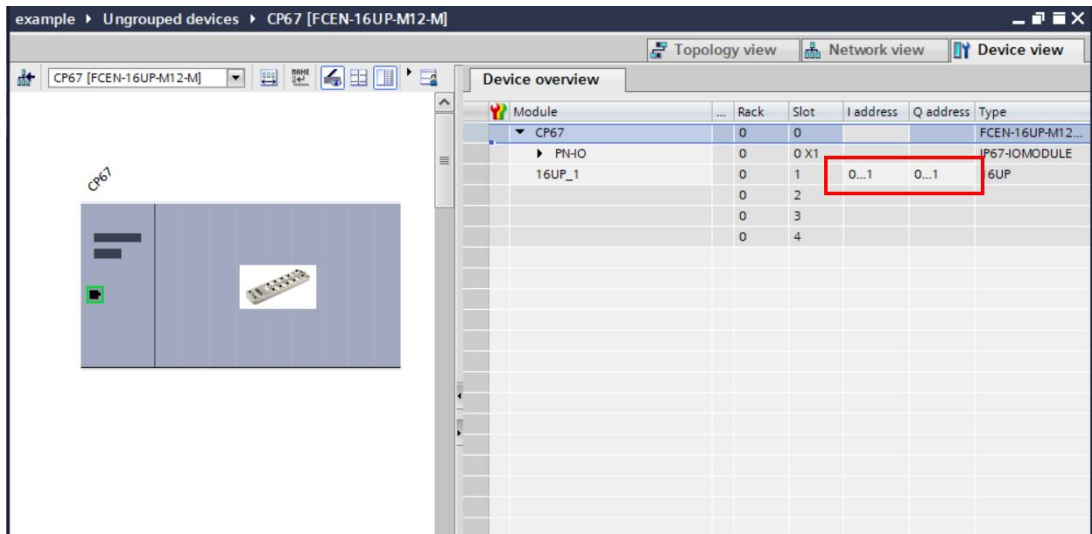 example ▸ Ungrouped devices ▸ CP67 [FCEN-16UP-M12-M]
Topology view Network view Device view
CP67 [FCEN-16UP-M12-M]
Device overview
Module ... Rack Slot I address Q address Type
CP67 0 0 FCEN-16UP-M12...
PN-IO 0 0 X1 IP67-IOMODULE
16UP_1 0 1 0...1 0...1 16UP
0 2
0 3
0 4
CP67